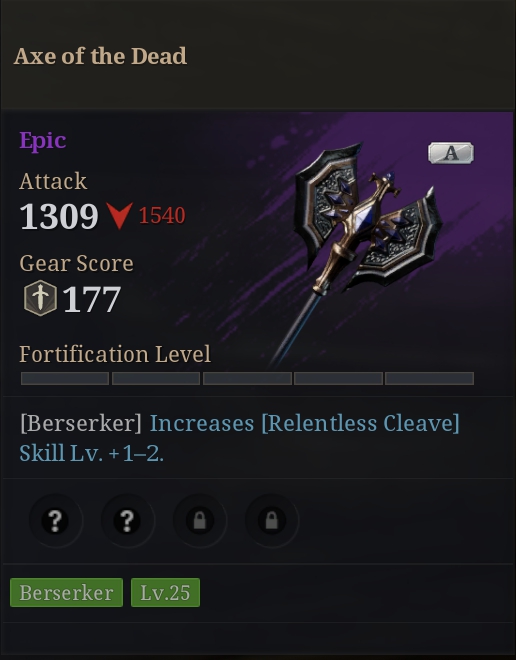 Axe of the Dead
Epic
A
Attack
1309 1540
Gear Score
177
Fortification Level
[Berserker] Increases [Relentless Cleave]
Skill Lv. +1–2.
? ?
Berserker Lv.25